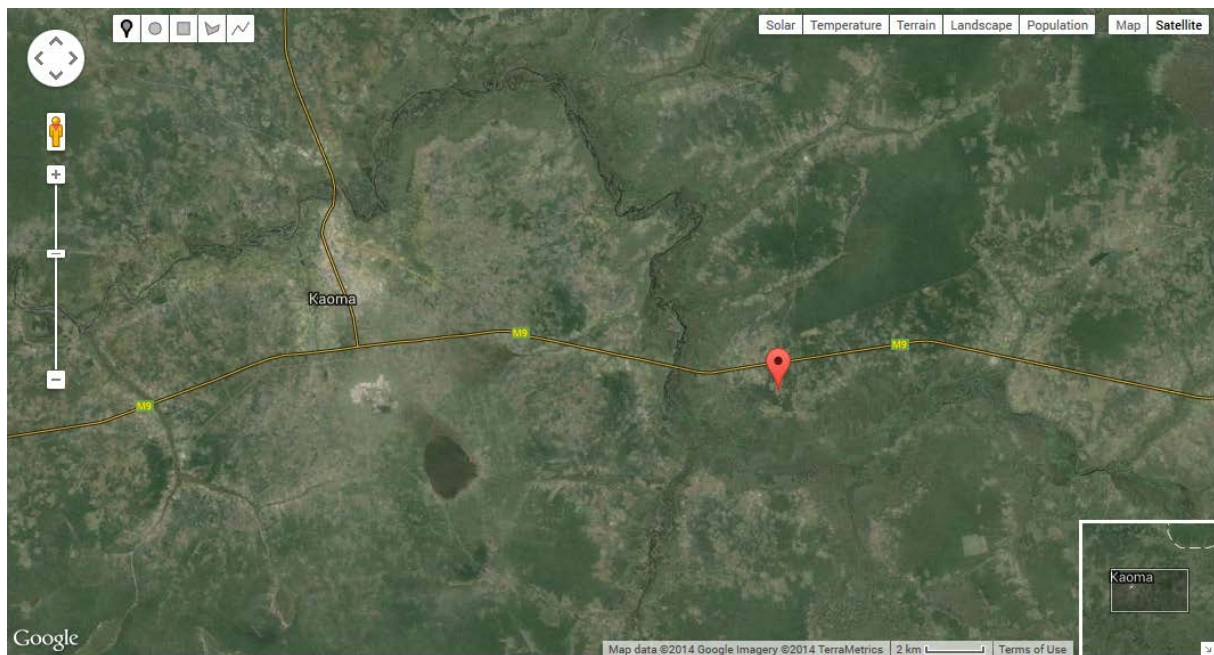 Solar Temperature Terrain Landscape Population Map Satellite
Kaoma
M9
M9
M9
Kaoma
Google
Map data ©2014 Google Imagery ©2014 TerraMetrics 2 km Terms of Use